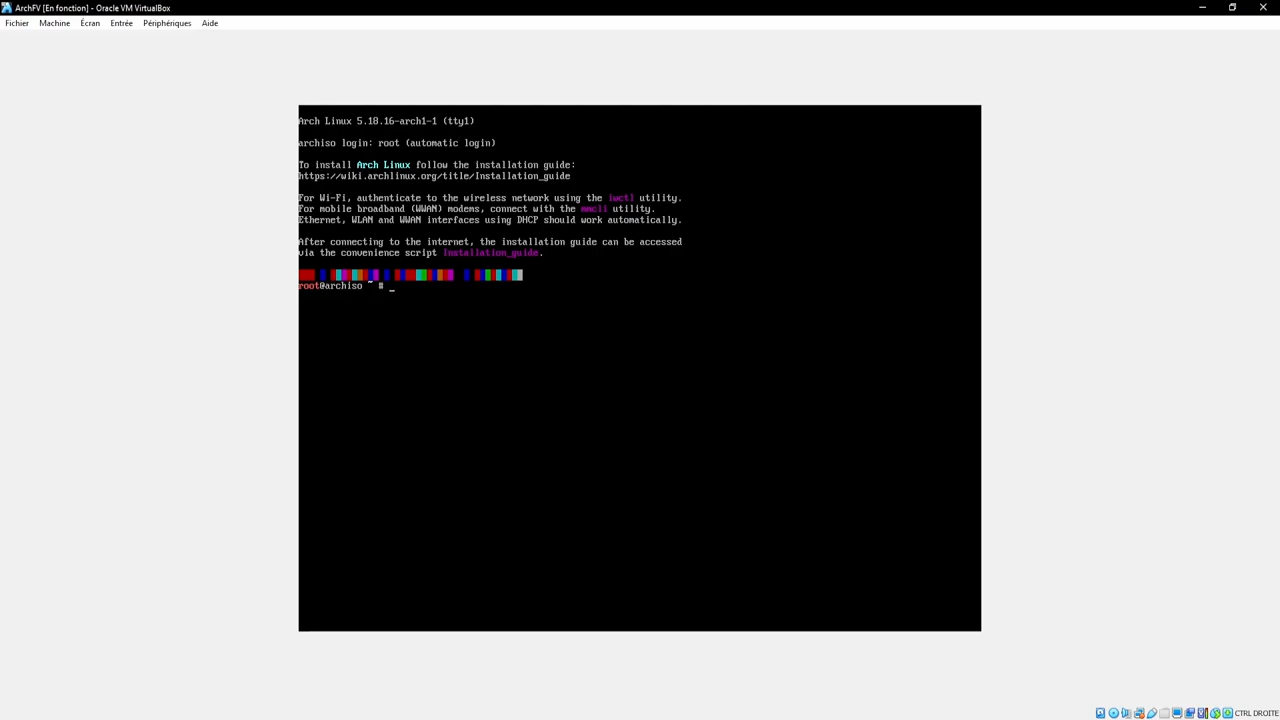 ArchFV [En fonction] - Oracle VM VirtualBox
Fichier Machine Écran Entrée Périphériques Aide
Arch Linux 5.18.16-arch1-1 (tty1)
archiso login: root (automatic login)
To install Arch Linux follow the installation guide:
https://wiki.archlinux.org/title/Installation_guide
For Wi-Fi, authenticate to the wireless network using the iwctl utility.
For mobile broadband (WWAN) modems, connect with the mmcli utility.
Ethernet, WLAN and WWAN interfaces using DHCP should work automatically.
After connecting to the internet, the installation guide can be accessed
via the convenience script Installation_guide.
root@archiso ~ # _
CTRL DROITE